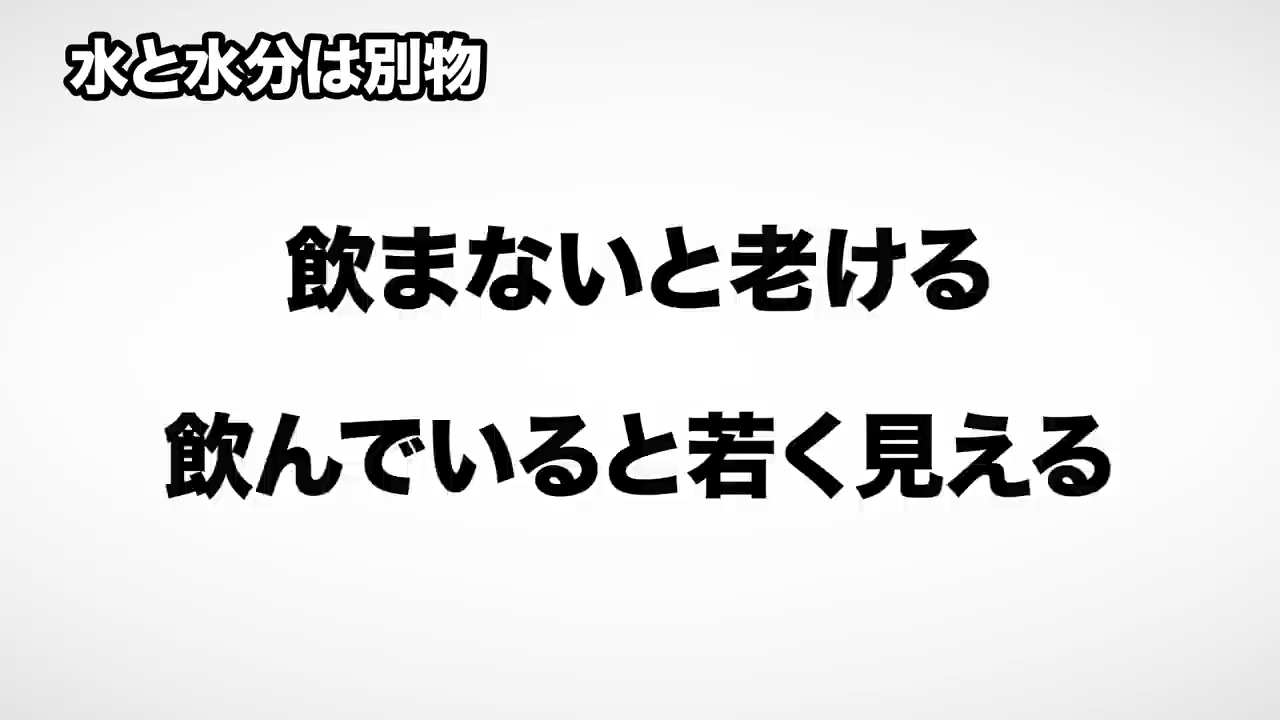 水と水分は別物
飲まないと老ける
飲んでいると若く見える